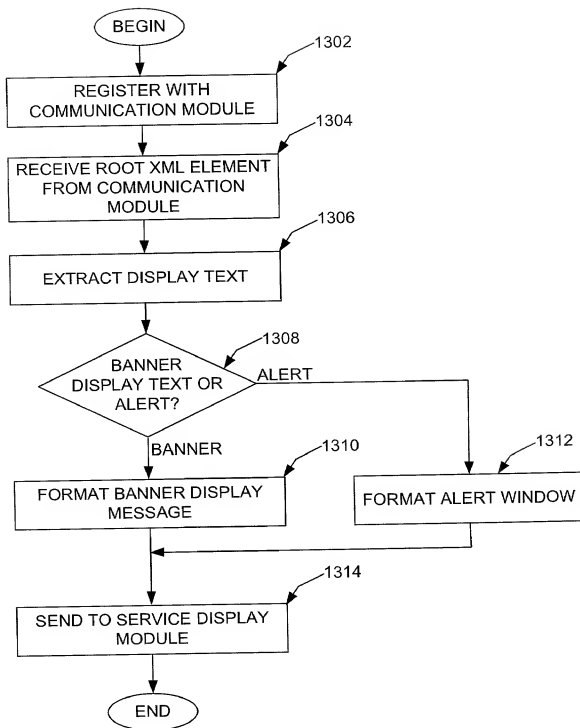 BEGIN
1302
REGISTER WITH
COMMUNICATION MODULE
1304
RECEIVE ROOT XML ELEMENT
FROM COMMUNICATION
MODULE
1306
EXTRACT DISPLAY TEXT
1308
BANNER
DISPLAY TEXT OR
ALERT?
ALERT
BANNER
1310
FORMAT BANNER DISPLAY
MESSAGE
1312
FORMAT ALERT WINDOW
1314
SEND TO SERVICE DISPLAY
MODULE
END